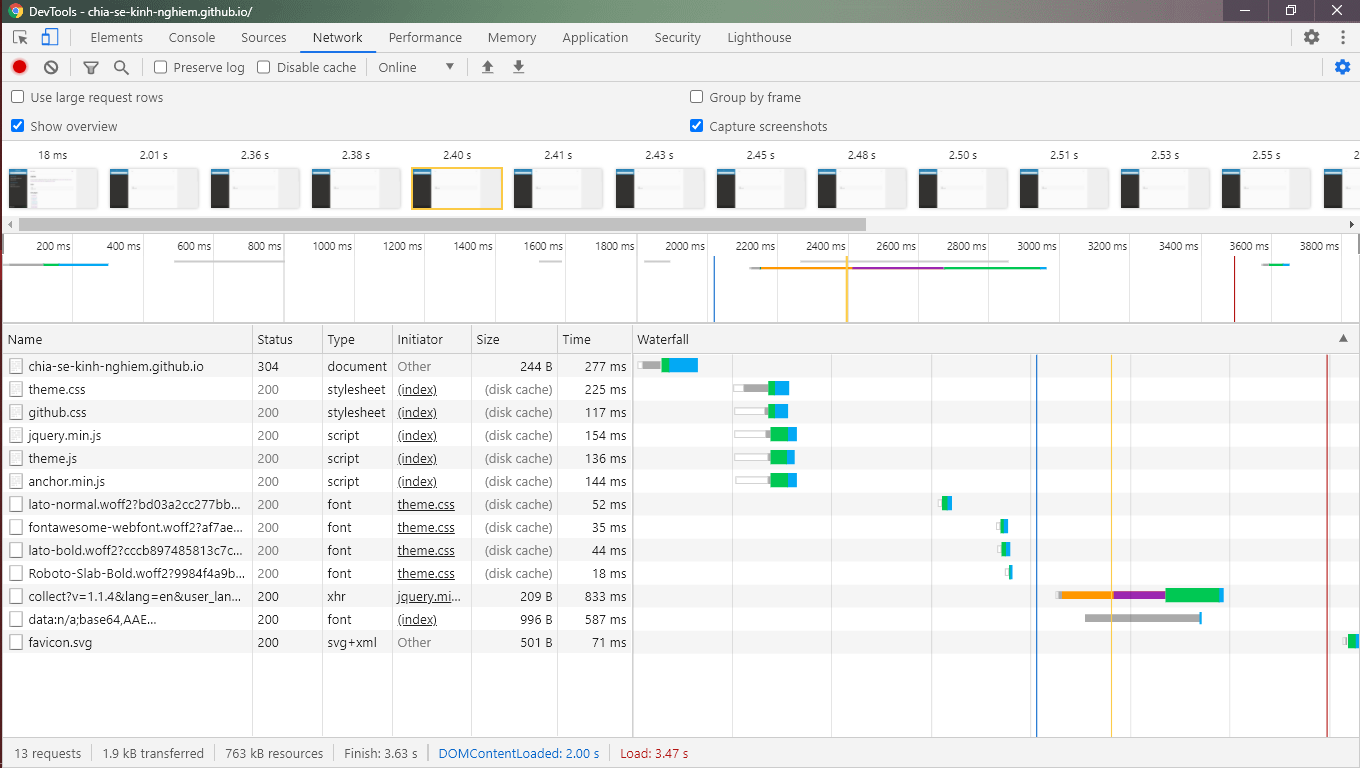 DevTools - chia-se-kinh-nghiem.github.io/
Elements Console Sources Network Performance Memory Application Security Lighthouse
Preserve log Disable cache Online
Use large request rows Group by frame
Show overview Capture screenshots
18 ms 2.01 s 2.36 s 2.38 s 2.40 s 2.41 s 2.43 s 2.45 s 2.48 s 2.50 s 2.51 s 2.53 s 2.55 s 2
200 ms 400 ms 600 ms 800 ms 1000 ms 1200 ms 1400 ms 1600 ms 1800 ms 2000 ms 2200 ms 2400 ms 2600 ms 2800 ms 3000 ms 3200 ms 3400 ms 3600 ms 3800 ms
Name Status Type Initiator Size Time Waterfall
chia-se-kinh-nghiem.github.io 304 document Other 244 B 277 ms
theme.css 200 stylesheet (index) (disk cache) 225 ms
github.css 200 stylesheet (index) (disk cache) 117 ms
jquery.min.js 200 script (index) (disk cache) 154 ms
theme.js 200 script (index) (disk cache) 136 ms
anchor.min.js 200 script (index) (disk cache) 144 ms
lato-normal.woff2?bd03a2cc277bb... 200 font theme.css (disk cache) 52 ms
fontawesome-webfont.woff2?af7ae... 200 font theme.css (disk cache) 35 ms
lato-bold.woff2?cccb897485813c7c... 200 font theme.css (disk cache) 44 ms
Roboto-Slab-Bold.woff2?9984f4a9b... 200 font theme.css (disk cache) 18 ms
collect?v=1.1.4&lang=en&user_lan... 200 xhr jquery.mi... 209 B 833 ms
data:n/a;base64,AAE... 200 font (index) 996 B 587 ms
favicon.svg 200 svg+xml Other 501 B 71 ms
13 requests 1.9 kB transferred 763 kB resources Finish: 3.63 s DOMContentLoaded: 2.00 s Load: 3.47 s